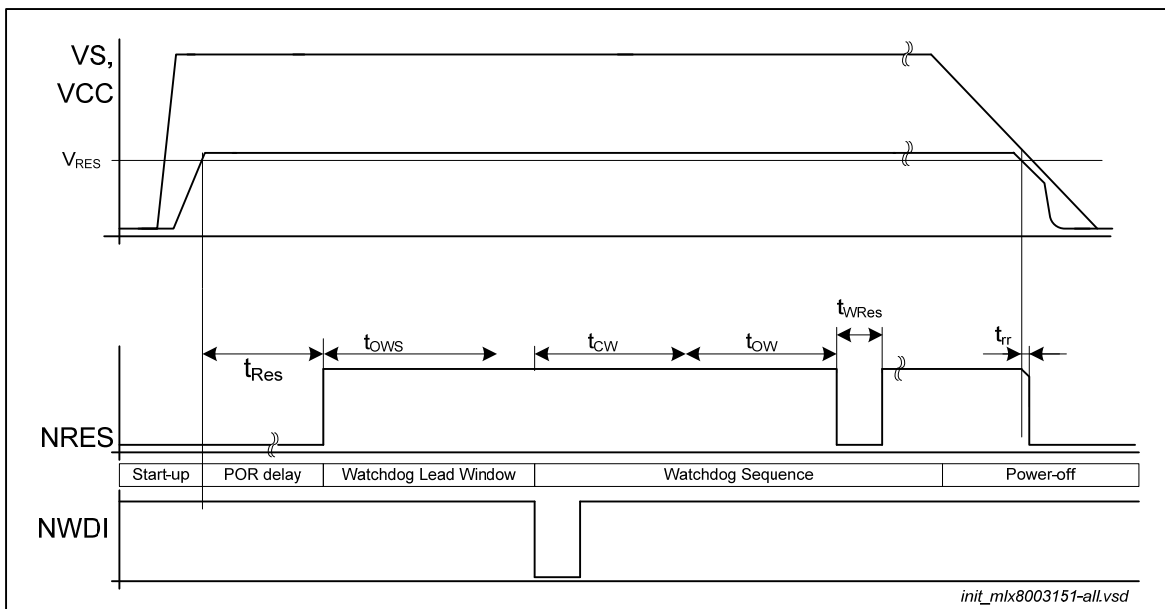 VS,
VCC
VRES
tRes
tOWS
tCW
tOW
tWRes
trr
NRES
Start-up POR delay Watchdog Lead Window Watchdog Sequence Power-off
NWDI
init_mlx8003151-all.vsd